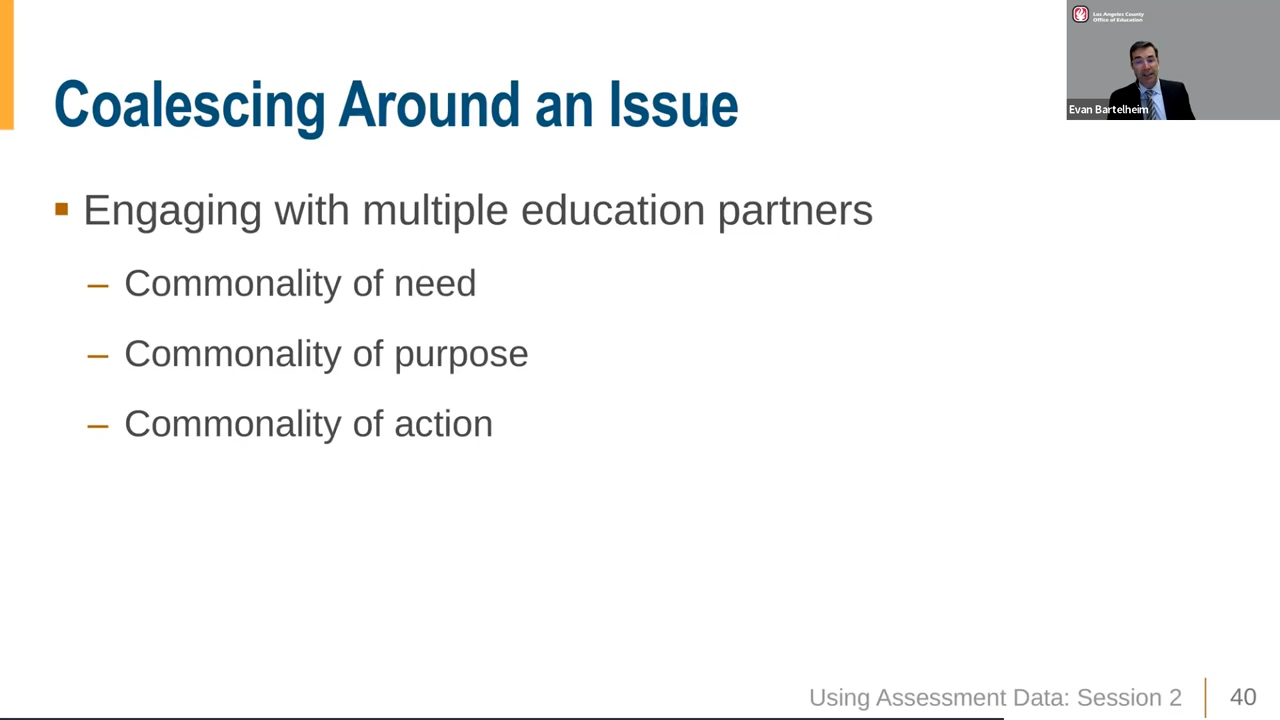 Los Angeles County
Office of Education
Evan Bartelheim
Coalescing Around an Issue
Engaging with multiple education partners
– Commonality of need
– Commonality of purpose
– Commonality of action
Using Assessment Data: Session 2
40